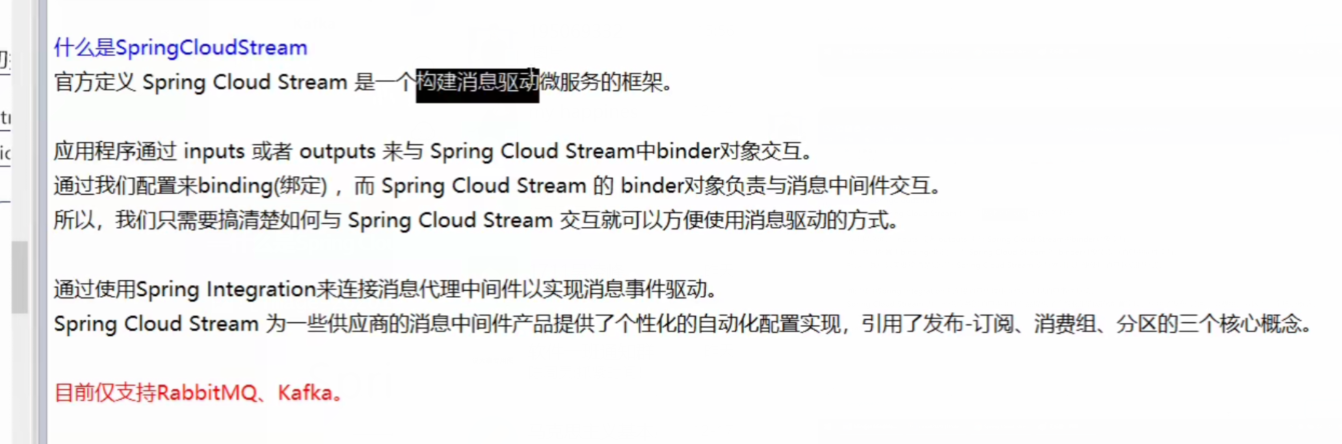 什么是SpringCloudStream
官方定义 Spring Cloud Stream 是一个构建消息驱动微服务的框架。
应用程序通过 inputs 或者 outputs 来与 Spring Cloud Stream中binder对象交互。
通过我们配置来binding(绑定) ，而 Spring Cloud Stream 的 binder对象负责与消息中间件交互。
所以，我们只需要搞清楚如何与 Spring Cloud Stream 交互就可以方便使用消息驱动的方式。
通过使用Spring Integration来连接消息代理中间件以实现消息事件驱动。
Spring Cloud Stream 为一些供应商的消息中间件产品提供了个性化的自动化配置实现，引用了发布-订阅、消费组、分区的三个核心概念。
目前仅支持RabbitMQ、Kafka。